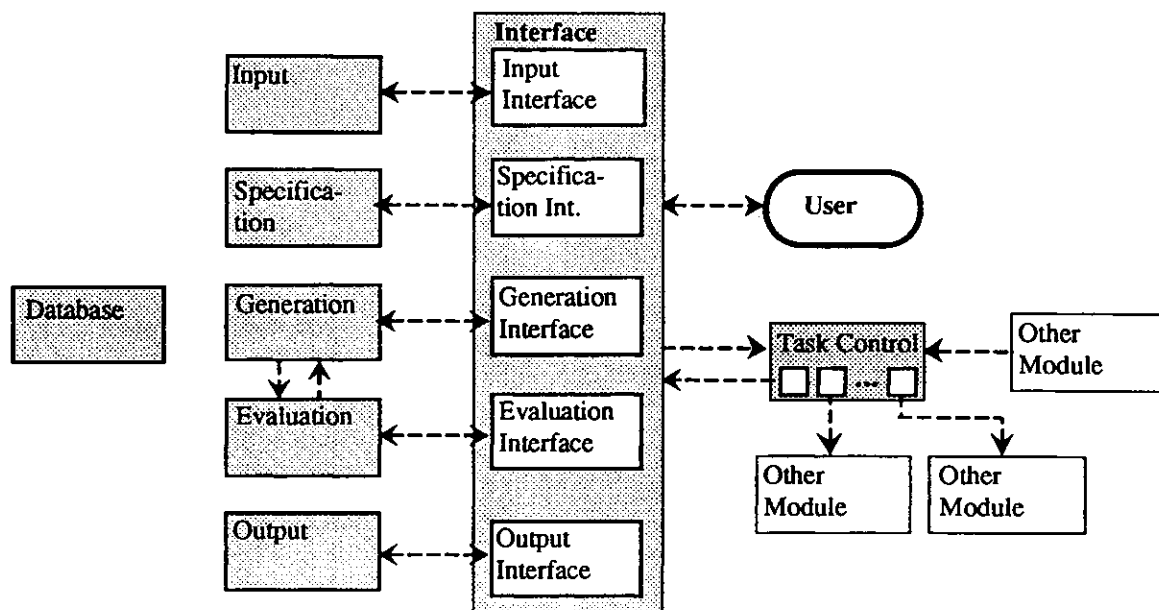 Interface
Input
Input
Interface
Specifica-
tion
Specifica-
tion Int.
User
Database
Generation
Generation
Interface
Task Control
...
Other
Module
Evaluation
Evaluation
Interface
Other
Module
Other
Module
Output
Output
Interface